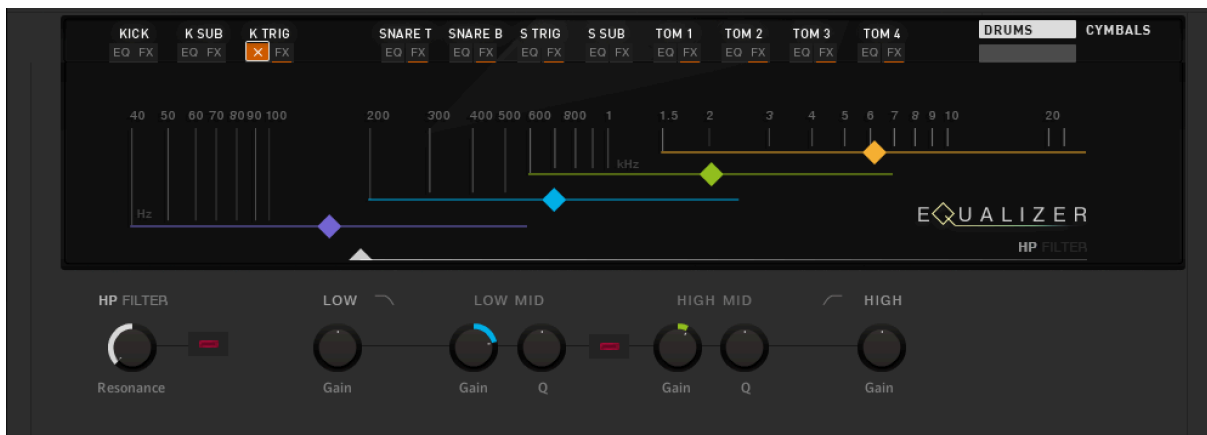 KICK K SUB K TRIG SNARE T SNARE B S TRIG S SUB TOM 1 TOM 2 TOM 3 TOM 4 DRUMS CYMBALS
EQ FX EQ FX X FX EQ FX EQ FX EQ FX EQ FX EQ FX EQ FX EQ FX EQ FX
40 50 60 70 80 90 100 200 300 400 500 600 800 1 1.5 2 3 4 5 6 7 8 9 10 20
kHz
Hz
EQUALIZER
HP FILTER
HP FILTER LOW LOW MID HIGH MID HIGH
Resonance Gain Gain Q Gain Q Gain